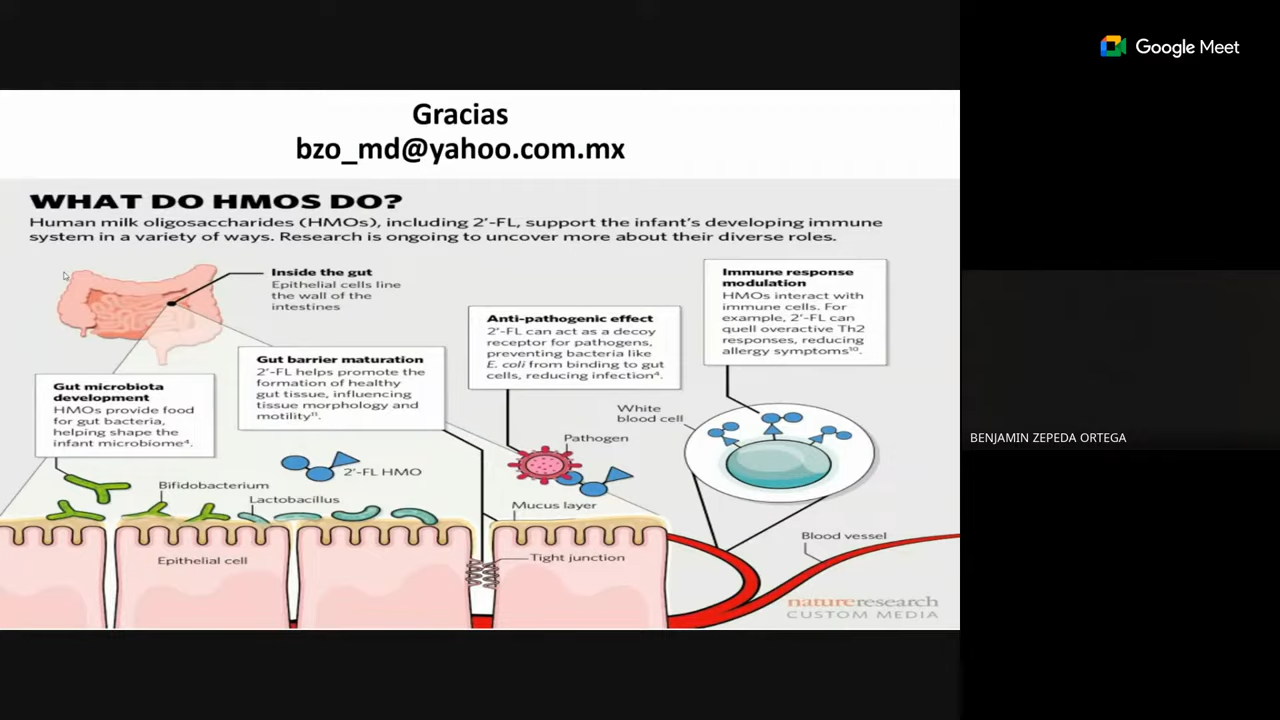 Google Meet
Gracias
bzo_md@yahoo.com.mx
WHAT DO HMOS DO?
Human milk oligosaccharides (HMOs), including 2’-FL, support the infant’s developing immune
system in a variety of ways. Research is ongoing to uncover more about their diverse roles.
Inside the gut
Epithelial cells line
the wall of the
intestines
Immune response
modulation
HMOs interact with
immune cells. For
example, 2’-FL can
quell overactive Th2
responses, reducing
allergy symptoms¹⁰.
Anti-pathogenic effect
2’-FL can act as a decoy
receptor for pathogens,
preventing bacteria like
E. coli from binding to gut
cells, reducing infection⁴.
Gut barrier maturation
2’-FL helps promote the
formation of healthy
gut tissue, influencing
tissue morphology and
motility¹¹.
Gut microbiota
development
HMOs provide food
for gut bacteria,
helping shape the
infant microbiome⁴.
White
blood cell
Pathogen
2’-FL HMO
Bifidobacterium
Lactobacillus
Mucus layer
Epithelial cell
Tight junction
Blood vessel
natureresearch
CUSTOM MEDIA
BENJAMIN ZEPEDA ORTEGA